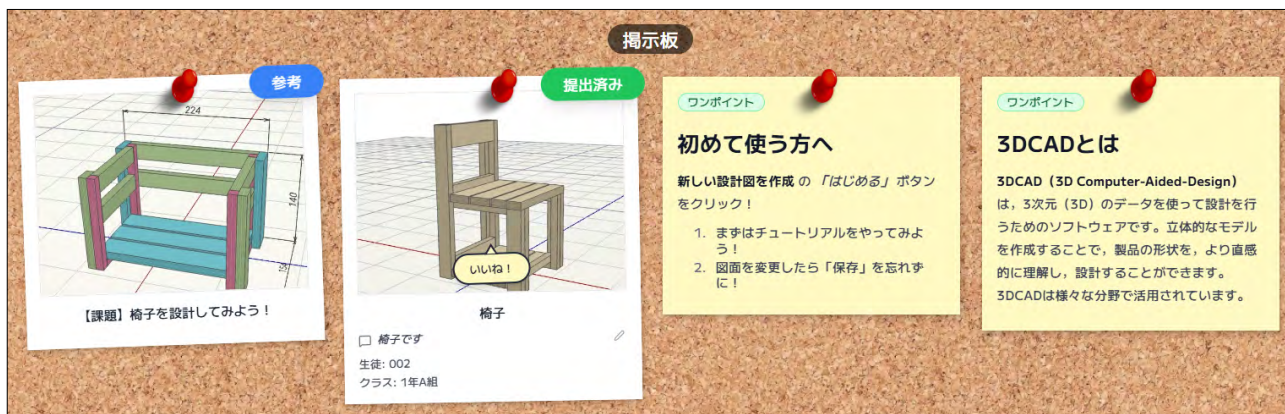 掲示板
参考
224
140
【課題】椅子を設計してみよう!
提出済み
いいね!
椅子
椅子です
生徒: 002
クラス: 1年A組
ワンポイント
初めて使う方へ
新しい設計図を作成 の 「はじめる」 ボタン
をクリック!
1. まずはチュートリアルをやってみよ
う!
2. 図面を変更したら「保存」を忘れず
に!
ワンポイント
3DCADとは
3DCAD(3D Computer-Aided-Design)
は,3次元(3D)のデータを使って設計を行
うためのソフトウェアです。立体的なモデル
を作成することで,製品の形状を,より直感
的に理解し,設計することができます。
3DCADは様々な分野で活用されています。